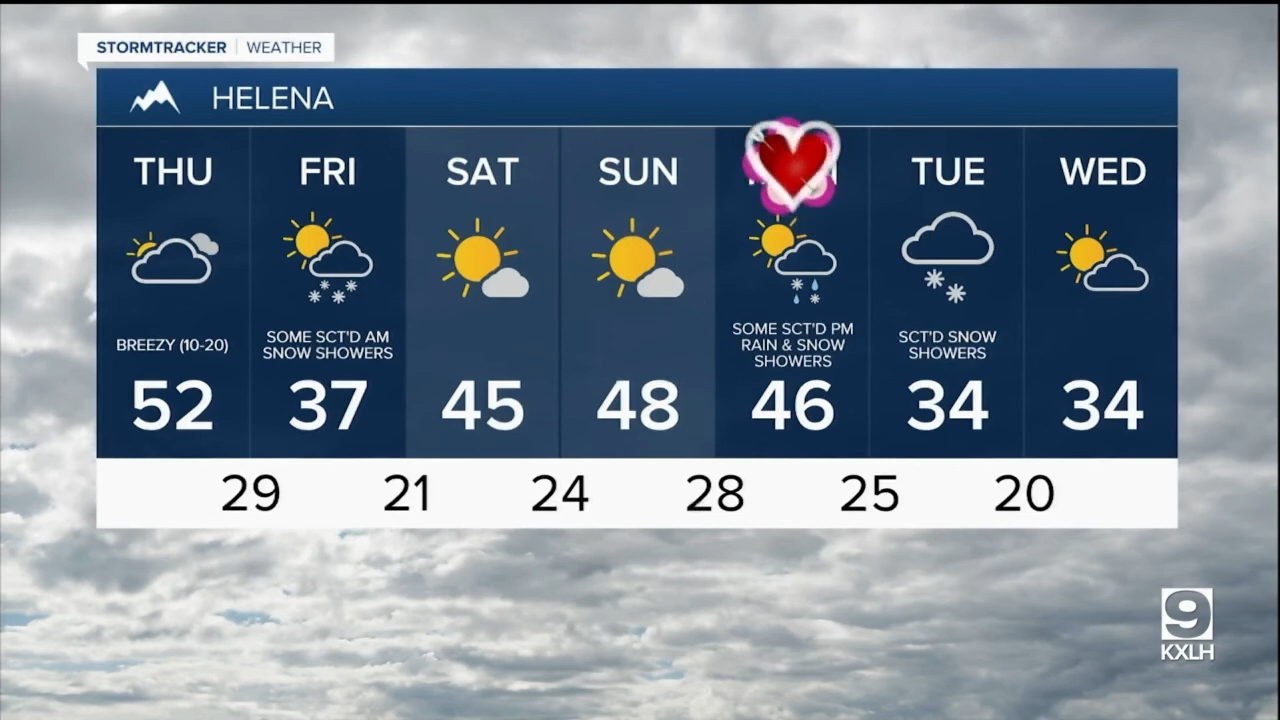 STORMTRACKER | WEATHER
HELENA
THU FRI SAT SUN TUE WED
BREEZY (10-20)
SOME SCT'D AM
SNOW SHOWERS
SOME SCT'D PM
RAIN & SNOW
SHOWERS
SCT'D SNOW
SHOWERS
52 37 45 48 46 34 34
29 21 24 28 25 20
9
KXLH